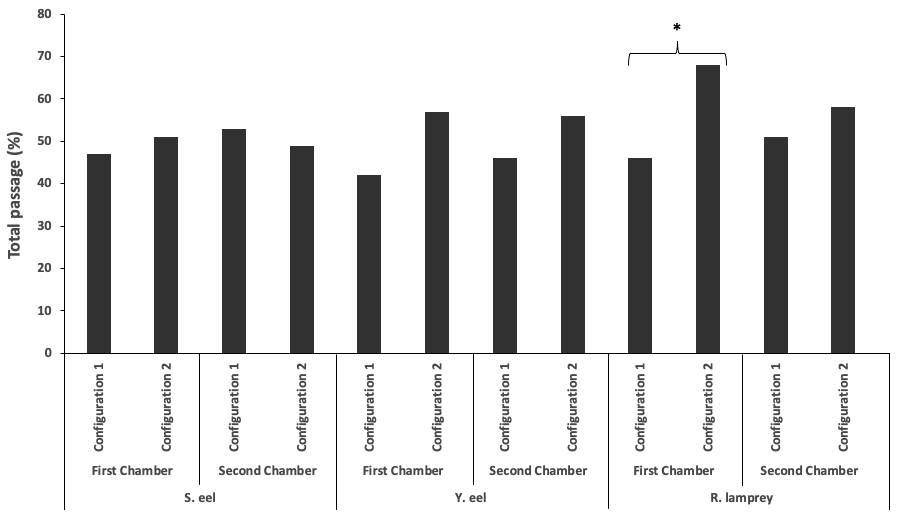 80
*
70
60
50
40
30
20
10
0
Total passage (%)
Configuration 1
Configuration 2
Configuration 1
Configuration 2
Configuration 1
Configuration 2
Configuration 1
Configuration 2
Configuration 1
Configuration 2
Configuration 1
Configuration 2
First Chamber Second Chamber First Chamber Second Chamber First Chamber Second Chamber
S. eel Y. eel R. lamprey